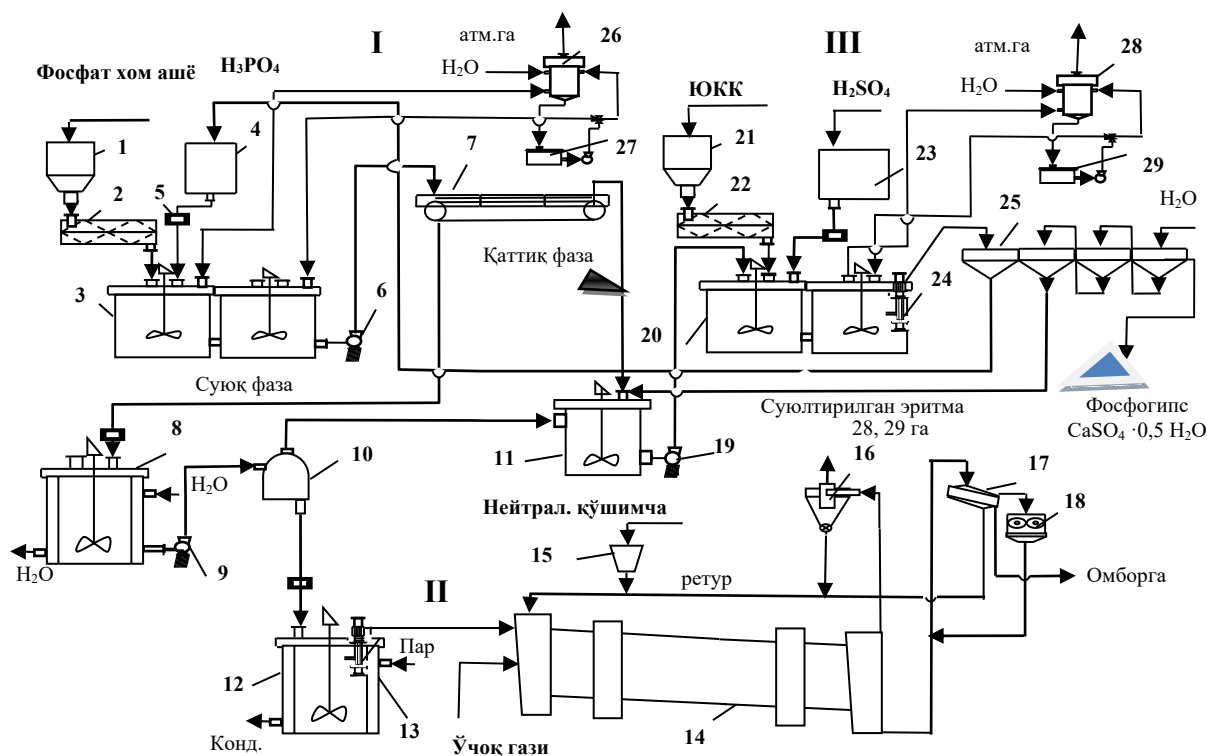 I
атм.га
26
III
атм.га
28
Фосфат хом ашё
H₃PO₄
H₂O
ЮКК
H₂SO₄
H₂O
1
4
7
27
21
23
29
2
5
22
25
H₂O
Қаттиқ фаза
3
6
20
24
Суюқ фаза
Суюлтирилган эритма
28, 29 га
Фосфогипс
CaSO₄ ·0,5 H₂O
8
10
11
19
16
17
H₂O
Нейтрал. қўшимча
18
H₂O
9
15
II
ретур
Омборга
Пар
12
13
14
Конд.
Ўчоқ гази